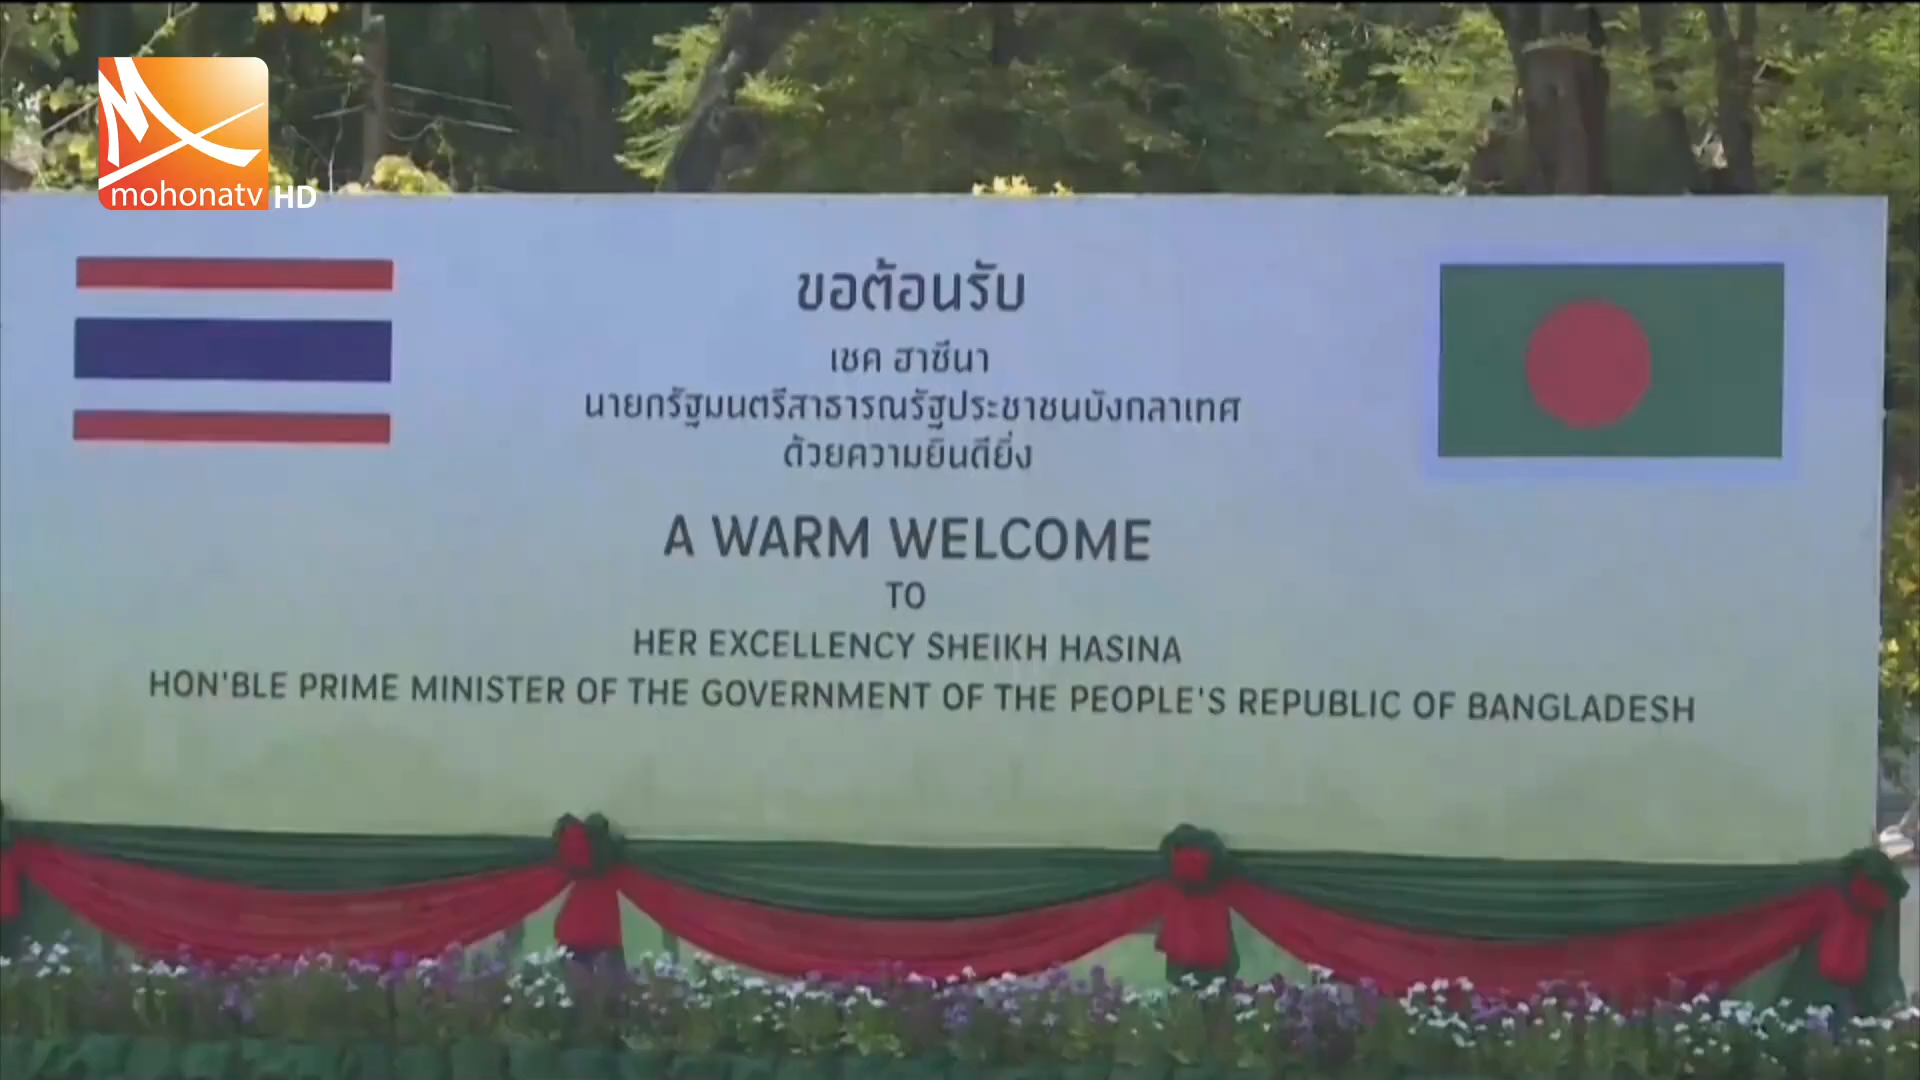 mohonatv HD
ขอต้อนรับ
เชค ฮาซีนา
นายกรัฐมนตรีสาธารณรัฐประชาชนบังกลาเทศ
ด้วยความยินดียิ่ง
A WARM WELCOME
TO
HER EXCELLENCY SHEIKH HASINA
HON'BLE PRIME MINISTER OF THE GOVERNMENT OF THE PEOPLE'S REPUBLIC OF BANGLADESH